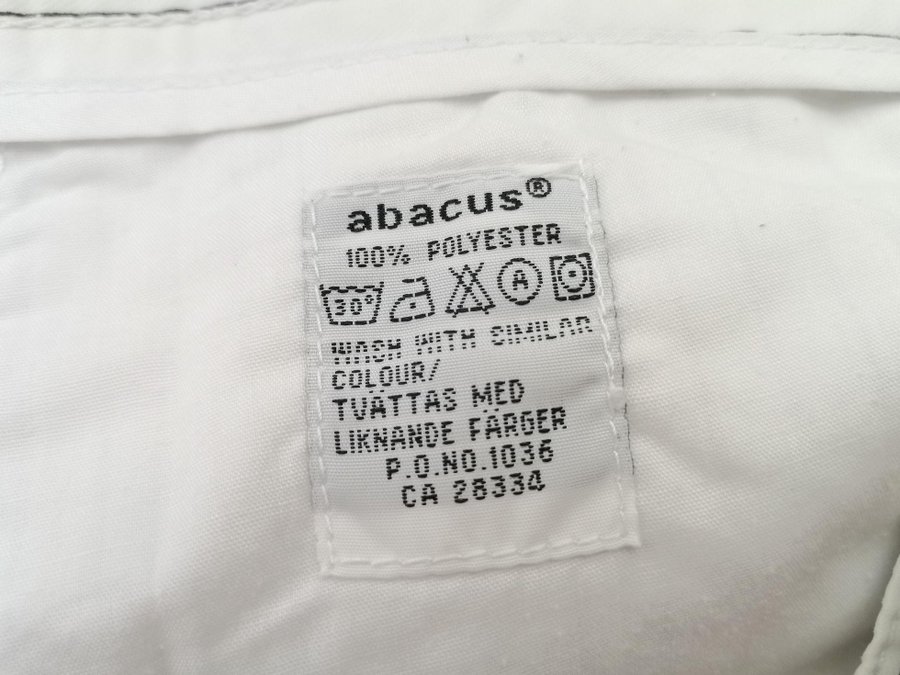 abacus®
100% POLYESTER
30° A
WASH WITH SIMILAR
COLOUR/
TVÄTTAS MED
LIKNANDE FÄRGER
P.O.NO.1036
CA 28334